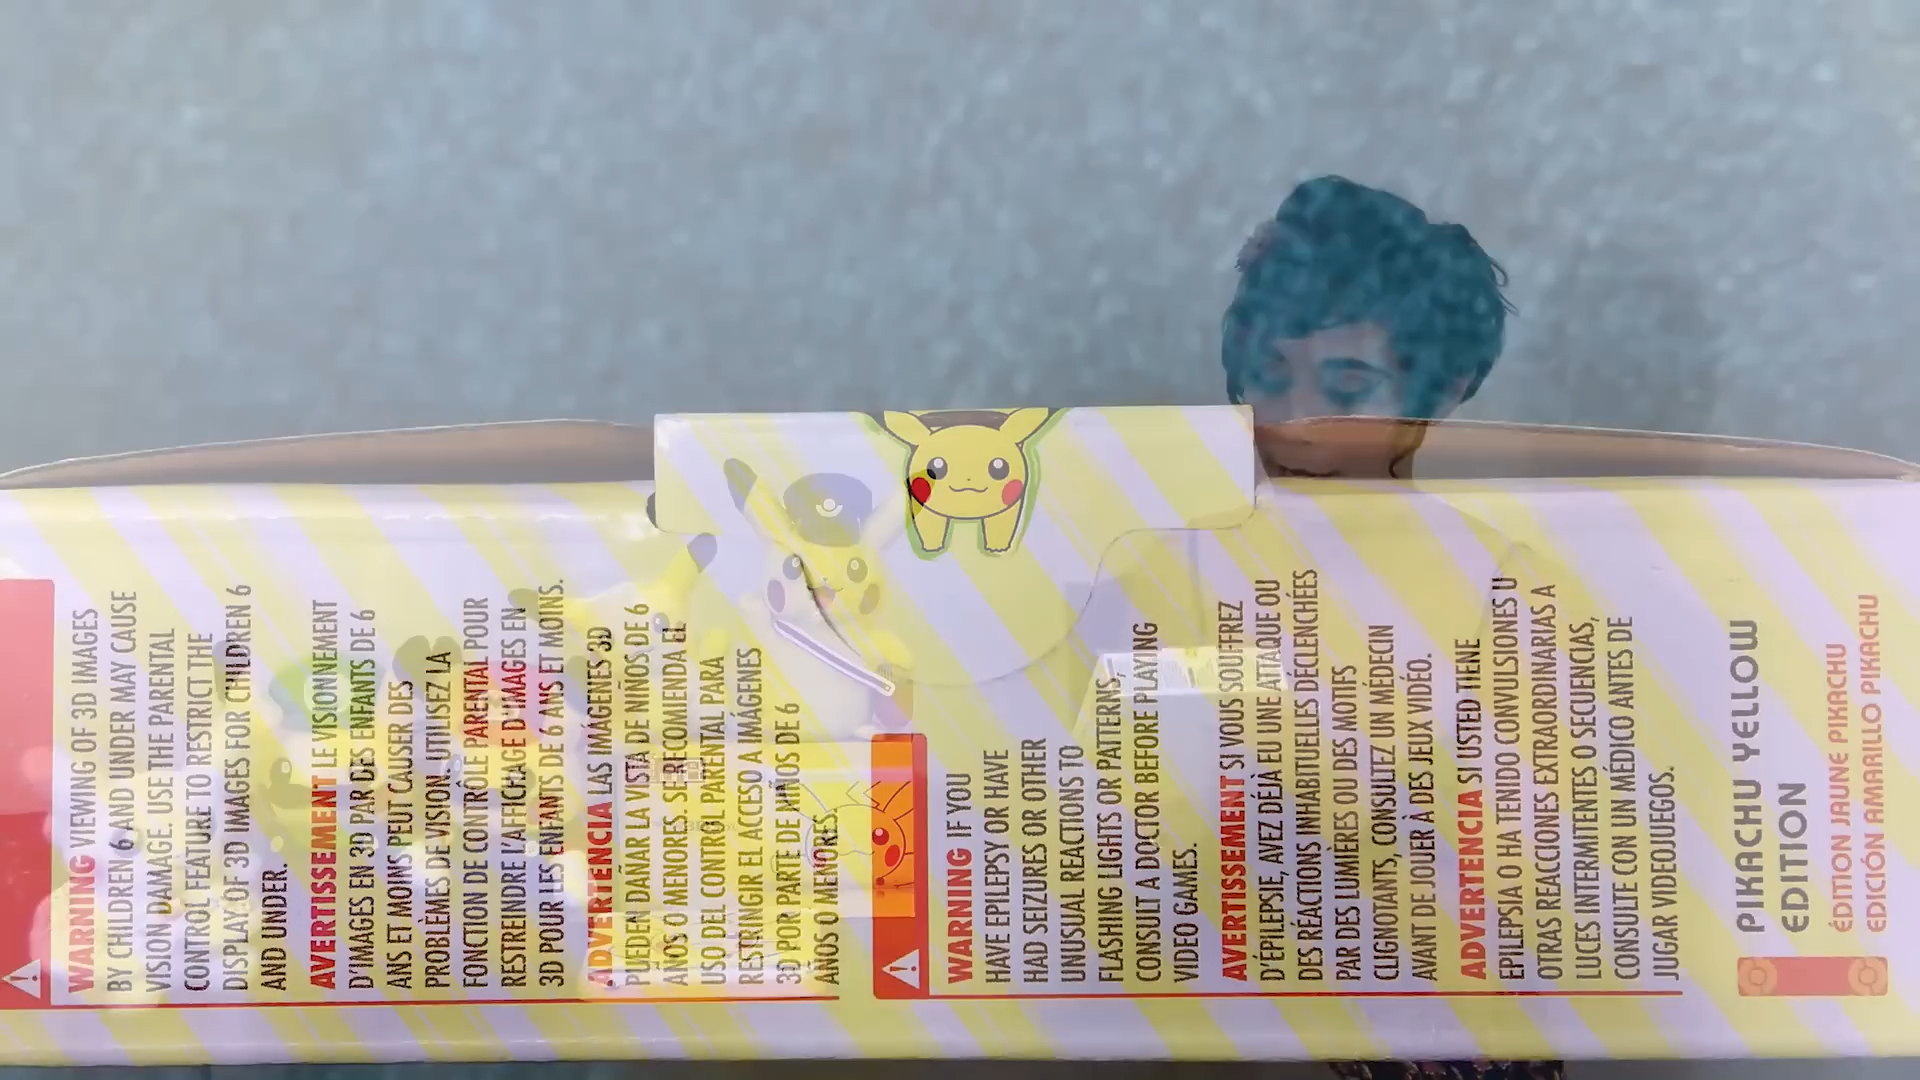 WARNING VIEWING OF 3D IMAGES
BY CHILDREN 6 AND UNDER MAY CAUSE
VISION DAMAGE. USE THE PARENTAL
CONTROL FEATURE TO RESTRICT THE
DISPLAY OF 3D IMAGES FOR CHILDREN 6
AND UNDER.
AVERTISSEMENT LE VISIONNEMENT
D'IMAGES EN 3D PAR DES ENFANTS DE 6
ANS ET MOINS PEUT CAUSER DES
PROBLÈMES DE VISION. UTILISEZ LA
FONCTION DE CONTRÔLE PARENTAL POUR
RESTREINDRE L'AFFICHAGE D'IMAGES EN
3D POUR LES ENFANTS DE 6 ANS ET MOINS.
ADVERTENCIA LAS IMÁGENES 3D
PUEDEN DAÑAR LA VISTA DE NIÑOS DE 6
AÑOS O MENORES. SE RECOMIENDA EL
USO DEL CONTROL PARENTAL PARA
RESTRINGIR EL ACCESO A IMÁGENES
3D POR PARTE DE NIÑOS DE 6
AÑOS O MENORES.
WARNING IF YOU
HAVE EPILEPSY OR HAVE
HAD SEIZURES OR OTHER
UNUSUAL REACTIONS TO
FLASHING LIGHTS OR PATTERNS,
CONSULT A DOCTOR BEFORE PLAYING
VIDEO GAMES.
AVERTISSEMENT SI VOUS SOUFFREZ
D'ÉPILEPSIE, AVEZ DÉJÀ EU UNE ATTAQUE OU
DES RÉACTIONS INHABITUELLES DÉCLENCHÉES
PAR DES LUMIÈRES OU DES MOTIFS
CLIGNOTANTS, CONSULTEZ UN MÉDECIN
AVANT DE JOUER À DES JEUX VIDÉO.
ADVERTENCIA SI USTED TIENE
EPILEPSIA O HA TENIDO CONVULSIONES U
OTRAS REACCIONES EXTRAORDINARIAS A
LUCES INTERMITENTES O SECUENCIAS,
CONSULTE CON UN MÉDICO ANTES DE
JUGAR VIDEOJUEGOS.
PIKACHU YELLOW
EDITION
ÉDITION JAUNE PIKACHU
EDICIÓN AMARILLO PIKACHU